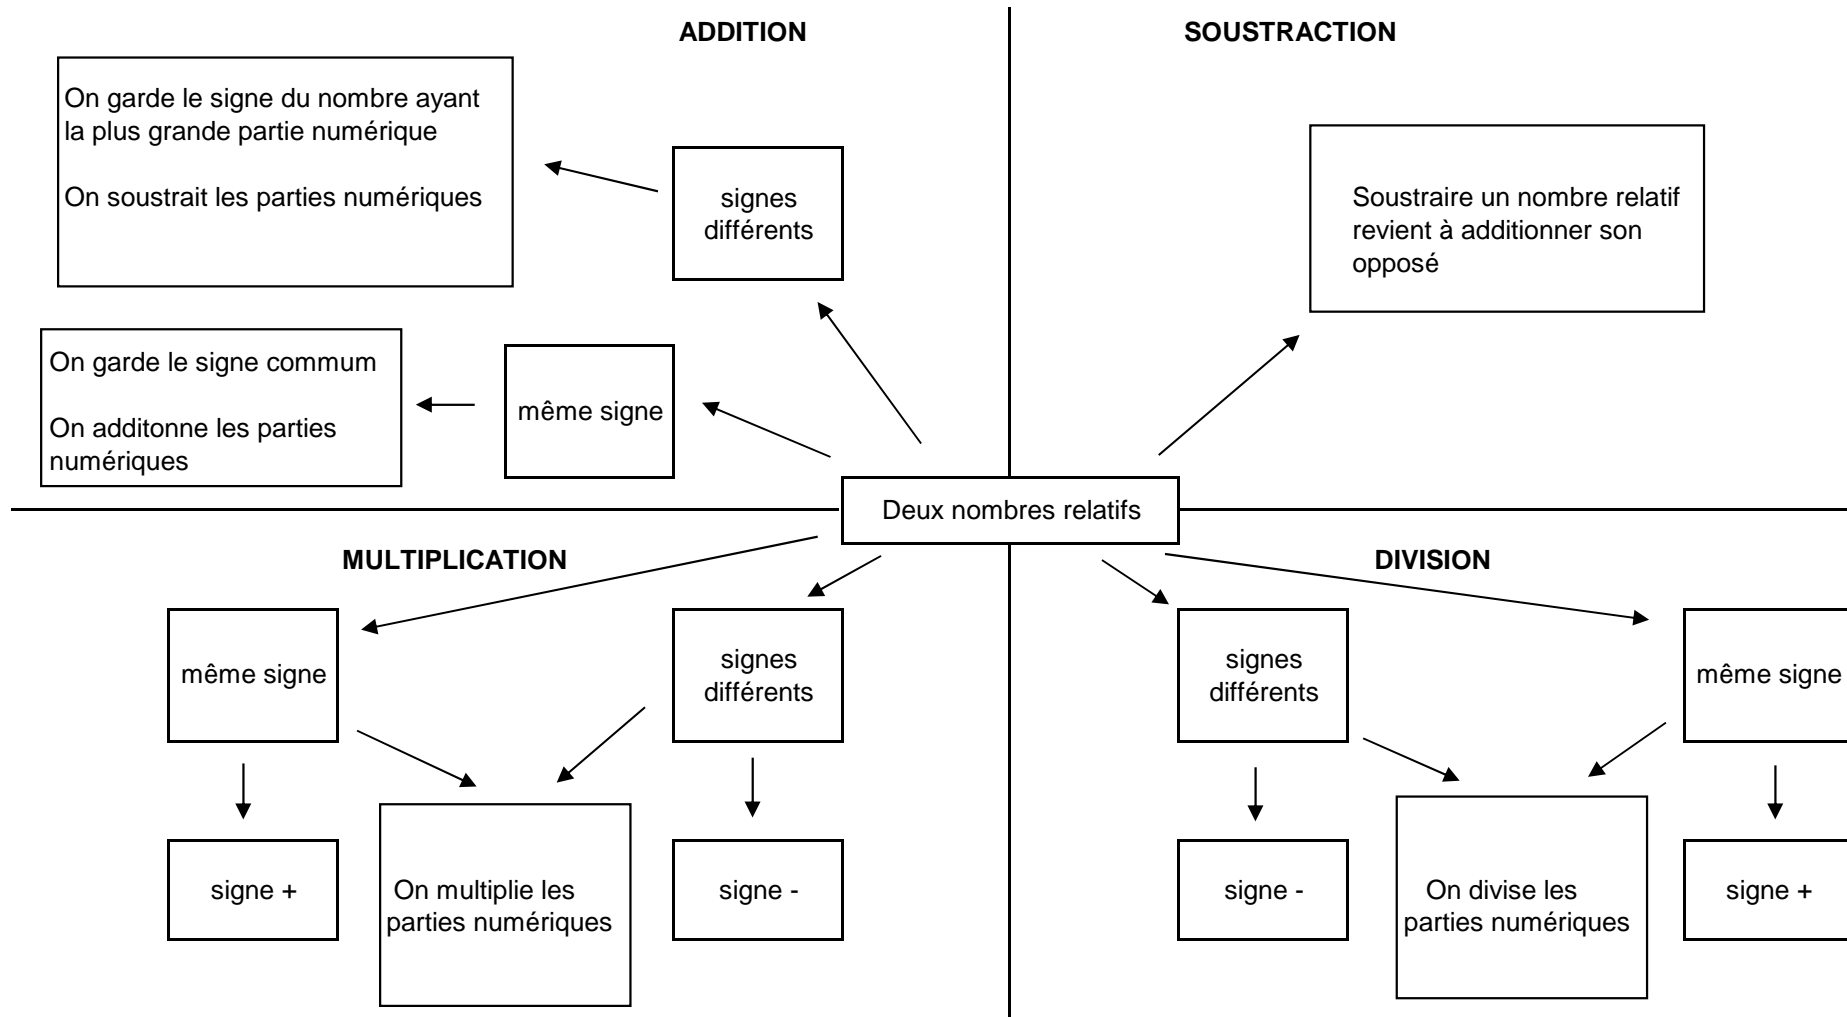 ADDITION
On garde le signe du nombre ayant
la plus grande partie numérique
On soustrait les parties numériques
signes
différents
On garde le signe commum
On additonne les parties
numériques
même signe
SOUSTRACTION
Soustraire un nombre relatif
revient à additionner son
opposé
Deux nombres relatifs
MULTIPLICATION
même signe
signes
différents
signe +
On multiplie les
parties numériques
signe -
DIVISION
signes
différents
même signe
signe -
On divise les
parties numériques
signe +